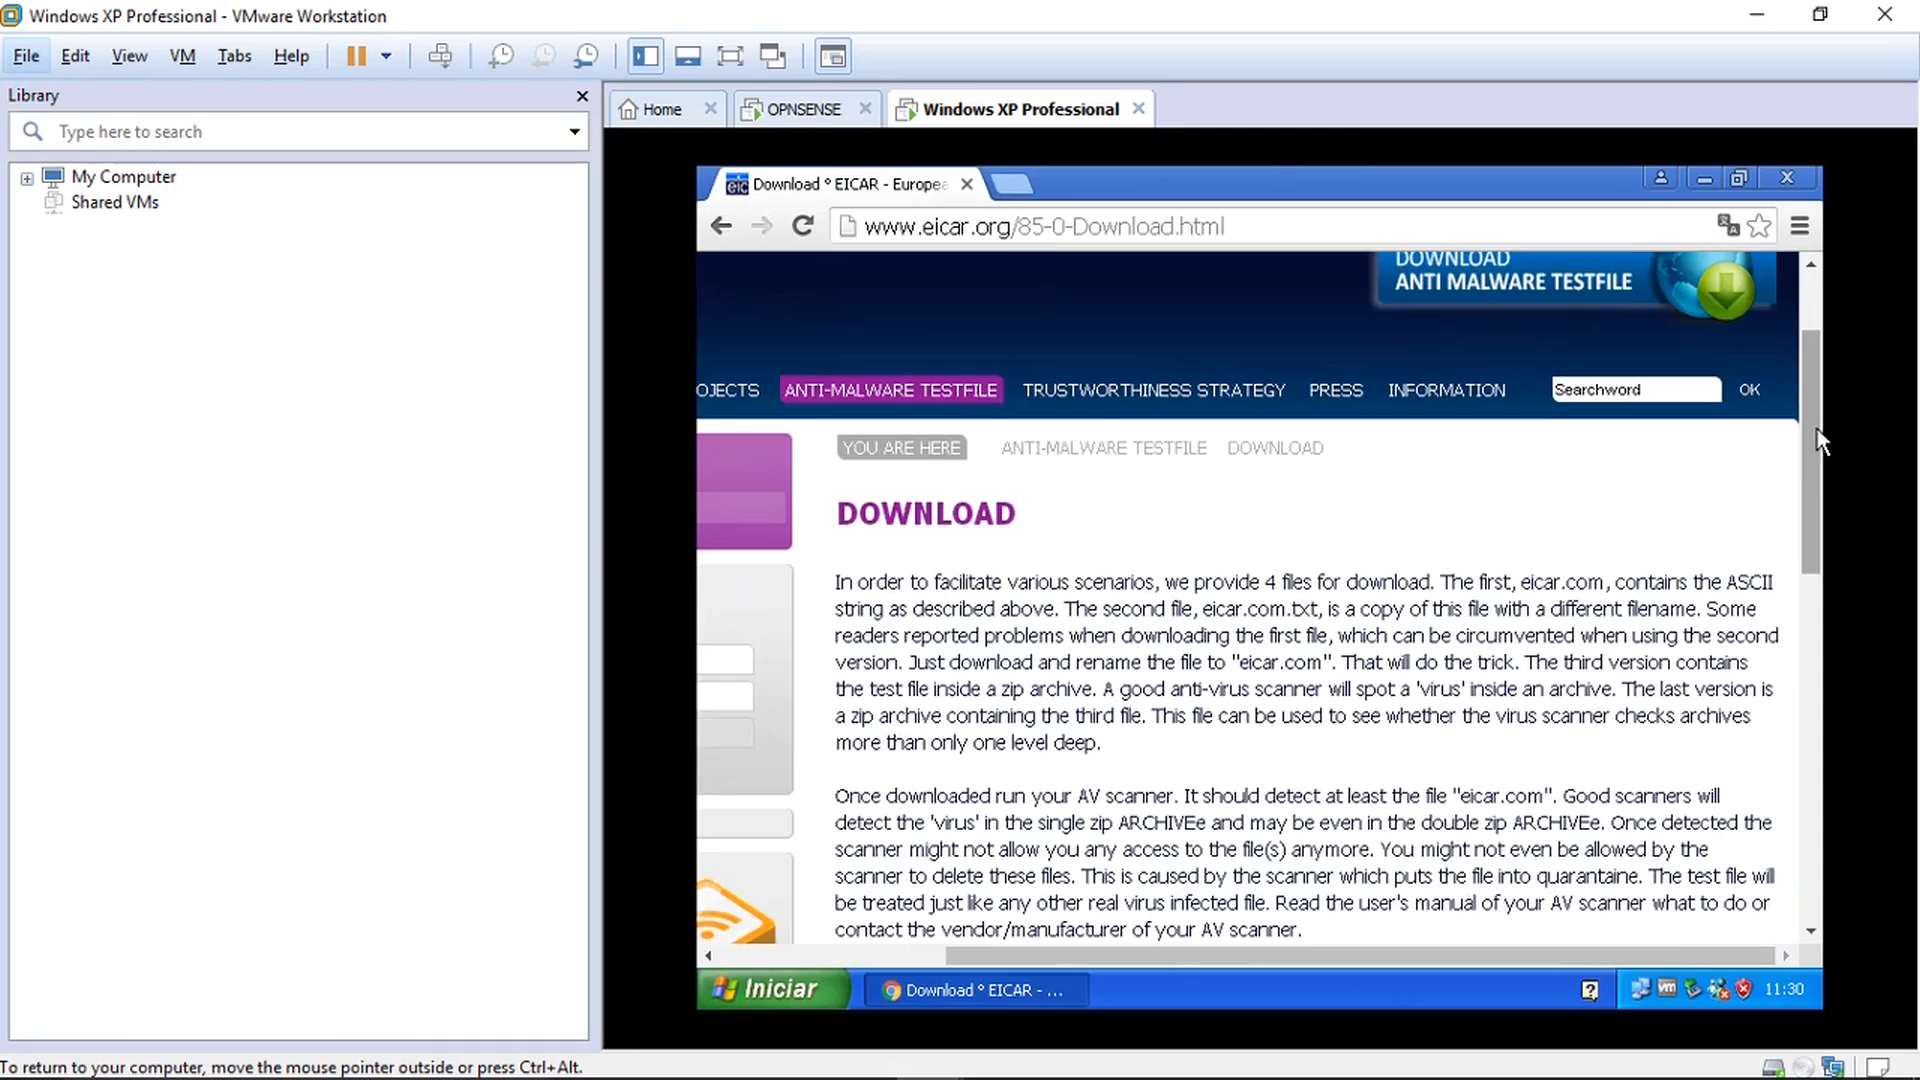 Windows XP Professional - VMware Workstation
File Edit View VM Tabs Help
Library
Type here to search
My Computer
Shared VMs
Home OPNSENSE Windows XP Professional
eic Download ° EICAR - Europea
www.eicar.org/85-0-Download.html
DOWNLOAD
ANTI MALWARE TESTFILE
OJECTS ANTI-MALWARE TESTFILE TRUSTWORTHINESS STRATEGY PRESS INFORMATION Searchword OK
YOU ARE HERE ANTI-MALWARE TESTFILE DOWNLOAD
DOWNLOAD
In order to facilitate various scenarios, we provide 4 files for download. The first, eicar.com, contains the ASCII
string as described above. The second file, eicar.com.txt, is a copy of this file with a different filename. Some
readers reported problems when downloading the first file, which can be circumvented when using the second
version. Just download and rename the file to "eicar.com". That will do the trick. The third version contains
the test file inside a zip archive. A good anti-virus scanner will spot a 'virus' inside an archive. The last version is
a zip archive containing the third file. This file can be used to see whether the virus scanner checks archives
more than only one level deep.
Once downloaded run your AV scanner. It should detect at least the file "eicar.com". Good scanners will
detect the 'virus' in the single zip ARCHIVEe and may be even in the double zip ARCHIVEe. Once detected the
scanner might not allow you any access to the file(s) anymore. You might not even be allowed by the
scanner to delete these files. This is caused by the scanner which puts the file into quarantaine. The test file will
be treated just like any other real virus infected file. Read the user's manual of your AV scanner what to do or
contact the vendor/manufacturer of your AV scanner.
Iniciar Download ° EICAR - ... vm 11:30
To return to your computer, move the mouse pointer outside or press Ctrl+Alt.